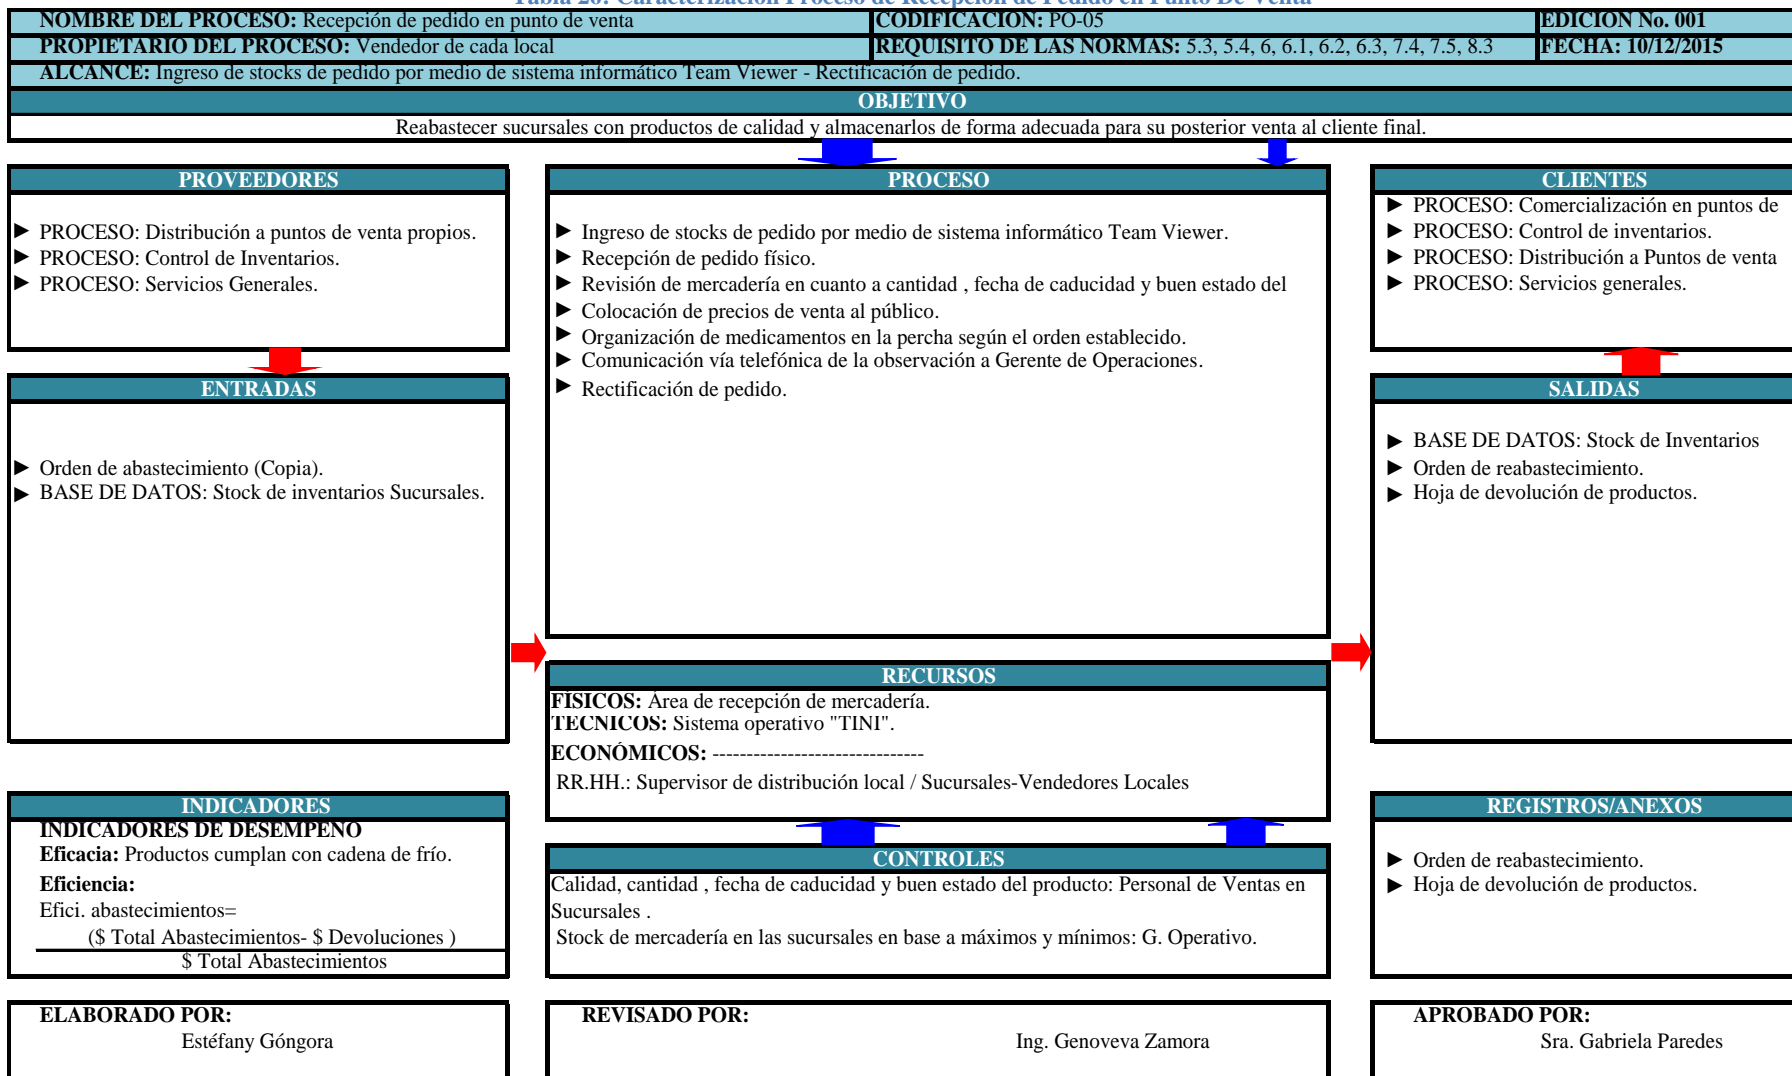 Tabla 26: Caracterización Proceso de Recepción de Pedido en Punto De Venta
NOMBRE DEL PROCESO: Recepción de pedido en punto de venta
CODIFICACION: PO-05
EDICION No. 001
PROPIETARIO DEL PROCESO: Vendedor de cada local
REQUISITO DE LAS NORMAS: 5.3, 5.4, 6, 6.1, 6.2, 6.3, 7.4, 7.5, 8.3
FECHA: 10/12/2015
ALCANCE: Ingreso de stocks de pedido por medio de sistema informático Team Viewer - Rectificación de pedido.
OBJETIVO
Reabastecer sucursales con productos de calidad y almacenarlos de forma adecuada para su posterior venta al cliente final.
PROVEEDORES
► PROCESO: Distribución a puntos de venta propios.
► PROCESO: Control de Inventarios.
► PROCESO: Servicios Generales.
ENTRADAS
► Orden de abastecimiento (Copia).
► BASE DE DATOS: Stock de inventarios Sucursales.
PROCESO
► Ingreso de stocks de pedido por medio de sistema informático Team Viewer.
► Recepción de pedido físico.
► Revisión de mercadería en cuanto a cantidad , fecha de caducidad y buen estado del
► Colocación de precios de venta al público.
► Organización de medicamentos en la percha según el orden establecido.
► Comunicación vía telefónica de la observación a Gerente de Operaciones.
► Rectificación de pedido.
CLIENTES
► PROCESO: Comercialización en puntos de
► PROCESO: Control de inventarios.
► PROCESO: Distribución a Puntos de venta
► PROCESO: Servicios generales.
SALIDAS
► BASE DE DATOS: Stock de Inventarios
► Orden de reabastecimiento.
► Hoja de devolución de productos.
RECURSOS
FÍSICOS: Área de recepción de mercadería.
TECNICOS: Sistema operativo "TINI".
ECONÓMICOS: -------------------------------
RR.HH.: Supervisor de distribución local / Sucursales-Vendedores Locales
INDICADORES
INDICADORES DE DESEMPEÑO
Eficacia: Productos cumplan con cadena de frío.
Eficiencia:
Efici. abastecimientos=
($ Total Abastecimientos- $ Devoluciones )
$ Total Abastecimientos
CONTROLES
Calidad, cantidad , fecha de caducidad y buen estado del producto: Personal de Ventas en
Sucursales .
Stock de mercadería en las sucursales en base a máximos y mínimos: G. Operativo.
REGISTROS/ANEXOS
► Orden de reabastecimiento.
► Hoja de devolución de productos.
ELABORADO POR:
Estéfany Góngora
REVISADO POR:
Ing. Genoveva Zamora
APROBADO POR:
Sra. Gabriela Paredes